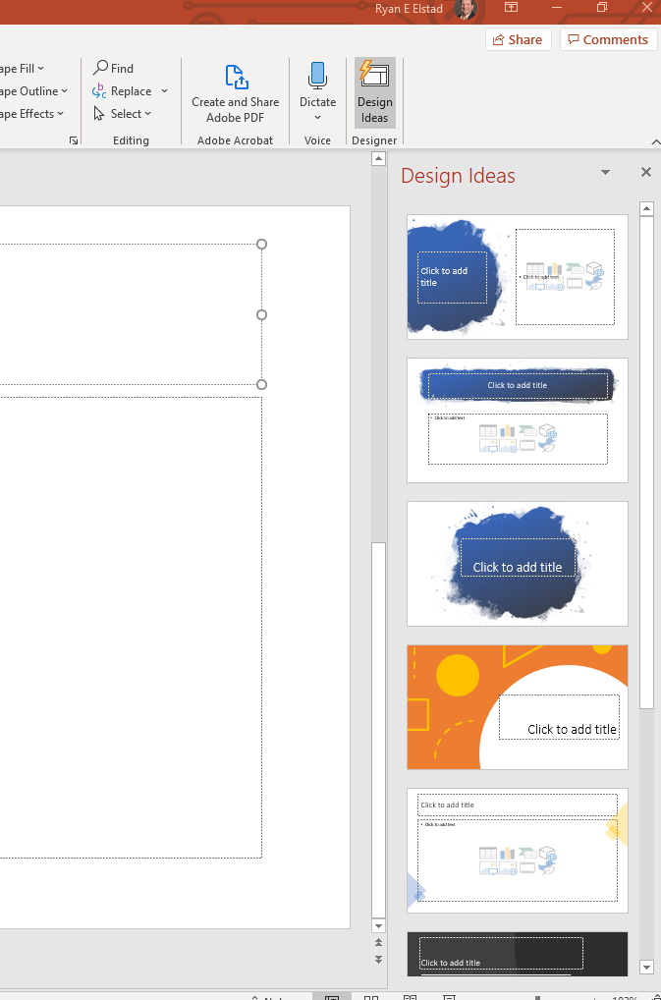 Ryan E Elstad
Share
Comments
ape Fill
Find
Create and Share
Adobe PDF
Dictate
Design
Ideas
ape Outline
Replace
ape Effects
Select
Editing
Adobe Acrobat
Voice
Designer
Design Ideas
Click to add
title
• Click to add text
Click to add title
• Click to add text
Click to add title
Click to add title
Click to add title
• Click to add text
Click to add title